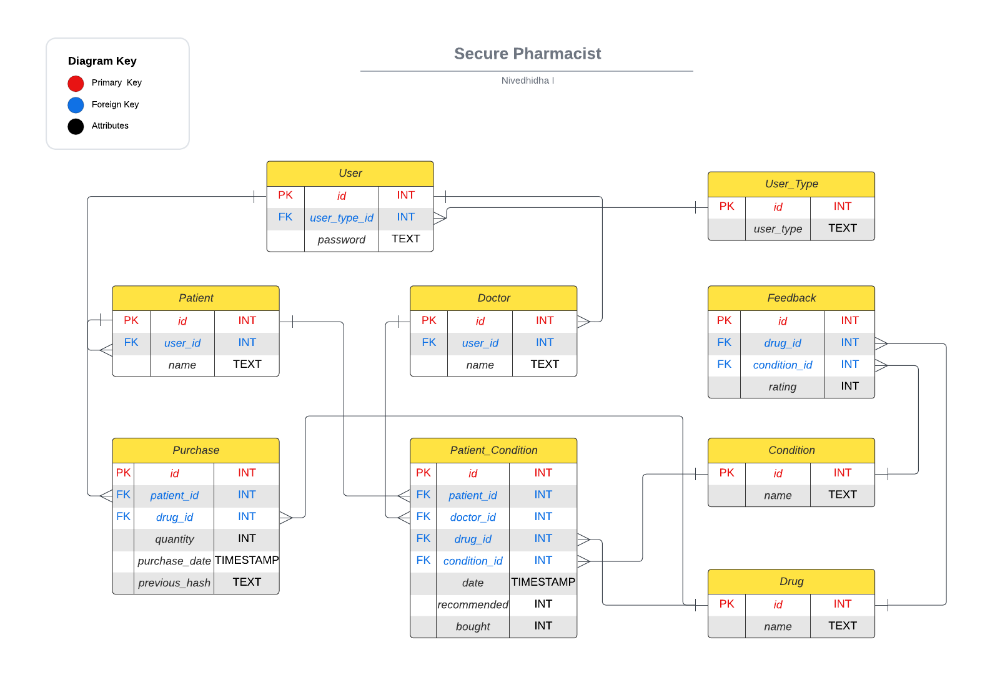 Secure Pharmacist
Nivedhidha I
Diagram Key
Primary Key
Foreign Key
Attributes
User
PK id INT
FK user_type_id INT
password TEXT
User_Type
PK id INT
user_type TEXT
Patient
PK id INT
FK user_id INT
name TEXT
Doctor
PK id INT
FK user_id INT
name TEXT
Feedback
PK id INT
FK drug_id INT
FK condition_id INT
rating INT
Purchase
PK id INT
FK patient_id INT
FK drug_id INT
quantity INT
purchase_date TIMESTAMP
previous_hash TEXT
Patient_Condition
PK id INT
FK patient_id INT
FK doctor_id INT
FK drug_id INT
FK condition_id INT
date TIMESTAMP
recommended INT
bought INT
Condition
PK id INT
name TEXT
Drug
PK id INT
name TEXT